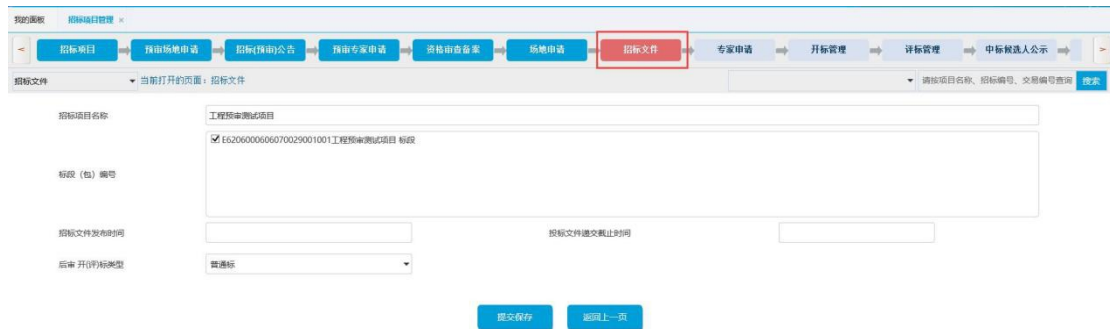 我的面板 招标项目管理 ×
< 招标项目 预审场地申请 招标(预审)公告 预审专家申请 资格审查备案 场地申请 招标文件 专家申请 开标管理 评标管理 中标候选人公示 >
招标文件 当前打开的页面：招标文件 请按项目名称、招标编号、交易编号查询 搜索
招标项目名称 工程预审测试项目
E6206000606070029001001工程预审测试项目 标段
标段（包）编号
招标文件发布时间 投标文件递交截止时间
后审 开(评)标类型 普通标
提交保存 返回上一页